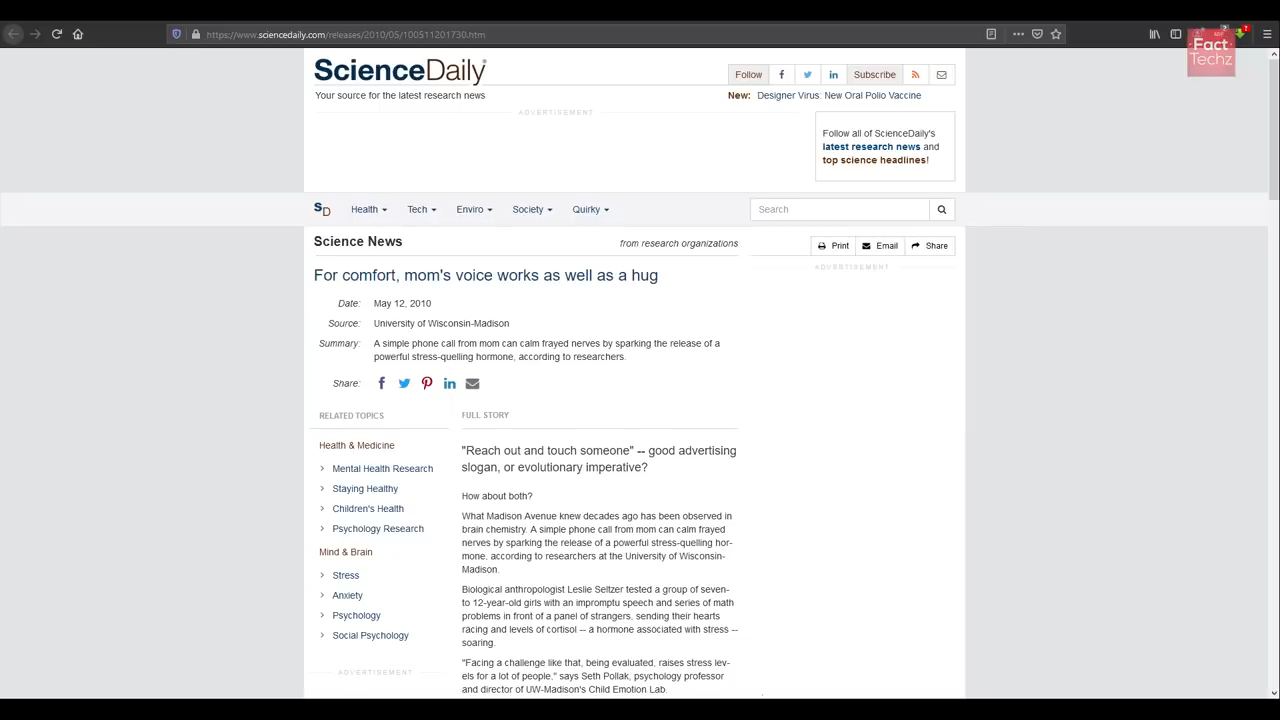 https://www.sciencedaily.com/releases/2010/05/100511201730.htm
Fact
Techz
ScienceDaily
Your source for the latest research news
Follow
Subscribe
New: Designer Virus: New Oral Polio Vaccine
ADVERTISEMENT
Follow all of ScienceDaily's
latest research news and
top science headlines!
SD
Health Tech Enviro Society Quirky
Search
Science News
from research organizations
Print Email Share
ADVERTISEMENT
For comfort, mom's voice works as well as a hug
Date: May 12, 2010
Source: University of Wisconsin-Madison
Summary: A simple phone call from mom can calm frayed nerves by sparking the release of a
powerful stress-quelling hormone, according to researchers.
Share:
RELATED TOPICS
Health & Medicine
Mental Health Research
Staying Healthy
Children's Health
Psychology Research
Mind & Brain
Stress
Anxiety
Psychology
Social Psychology
ADVERTISEMENT
FULL STORY
"Reach out and touch someone" -- good advertising
slogan, or evolutionary imperative?
How about both?
What Madison Avenue knew decades ago has been observed in
brain chemistry. A simple phone call from mom can calm frayed
nerves by sparking the release of a powerful stress-quelling hor-
mone, according to researchers at the University of Wisconsin-
Madison.
Biological anthropologist Leslie Seltzer tested a group of seven-
to 12-year-old girls with an impromptu speech and series of math
problems in front of a panel of strangers, sending their hearts
racing and levels of cortisol -- a hormone associated with stress --
soaring.
"Facing a challenge like that, being evaluated, raises stress lev-
els for a lot of people," says Seth Pollak, psychology professor
and director of UW-Madison's Child Emotion Lab.